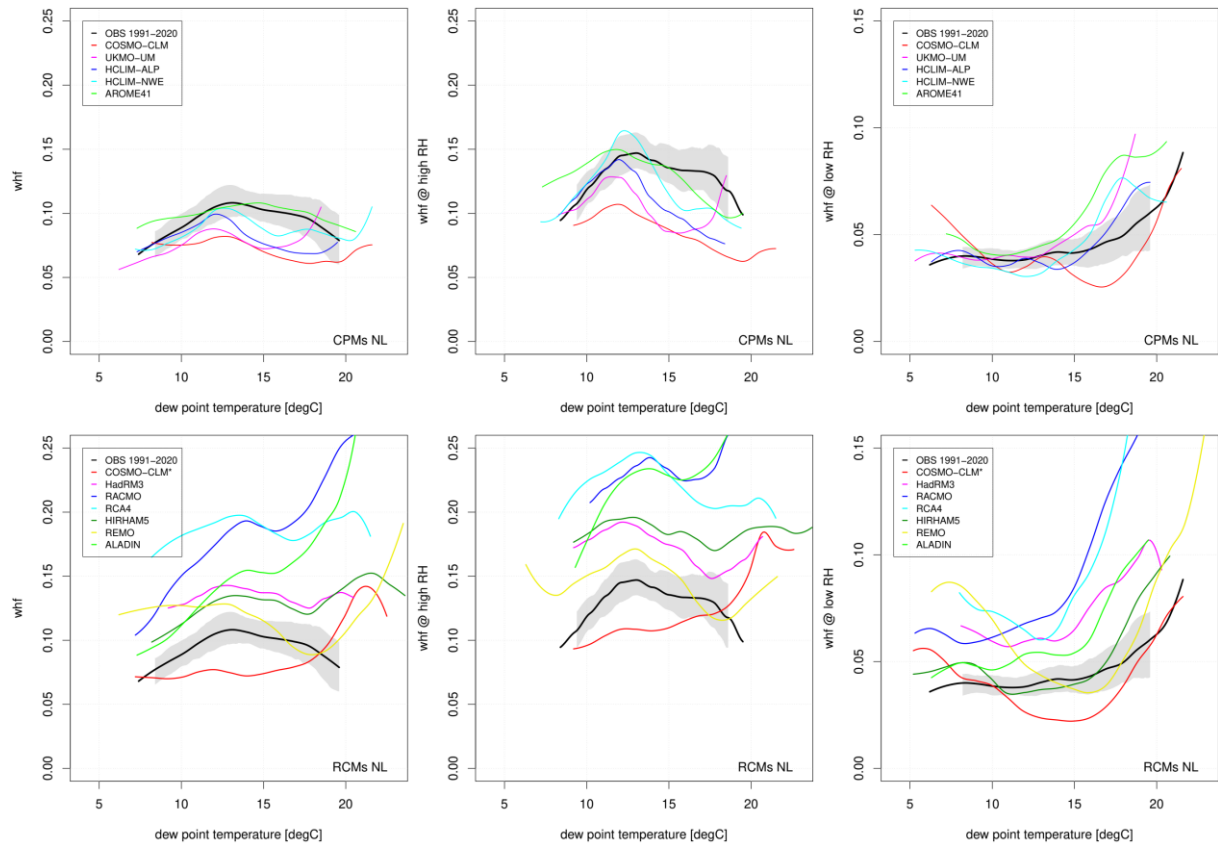 whf
0.00 0.05 0.10 0.15 0.20 0.25
OBS 1991−2020
COSMO−CLM
UKMO−UM
HCLIM−ALP
HCLIM−NWE
AROME41
CPMs NL
5 10 15 20
dew point temperature [degC]
whf @ high RH
0.00 0.05 0.10 0.15 0.20 0.25
CPMs NL
5 10 15 20
dew point temperature [degC]
whf @ low RH
0.00 0.05 0.10 0.15
OBS 1991−2020
COSMO−CLM
UKMO−UM
HCLIM−ALP
HCLIM−NWE
AROME41
CPMs NL
5 10 15 20
dew point temperature [degC]
whf
0.00 0.05 0.10 0.15 0.20 0.25
OBS 1991−2020
COSMO−CLM*
HadRM3
RACMO
RCA4
HIRHAM5
REMO
ALADIN
RCMs NL
5 10 15 20
dew point temperature [degC]
whf @ high RH
0.00 0.05 0.10 0.15 0.20 0.25
RCMs NL
5 10 15 20
dew point temperature [degC]
whf @ low RH
0.00 0.05 0.10 0.15
OBS 1991−2020
COSMO−CLM*
HadRM3
RACMO
RCA4
HIRHAM5
REMO
ALADIN
RCMs NL
5 10 15 20
dew point temperature [degC]